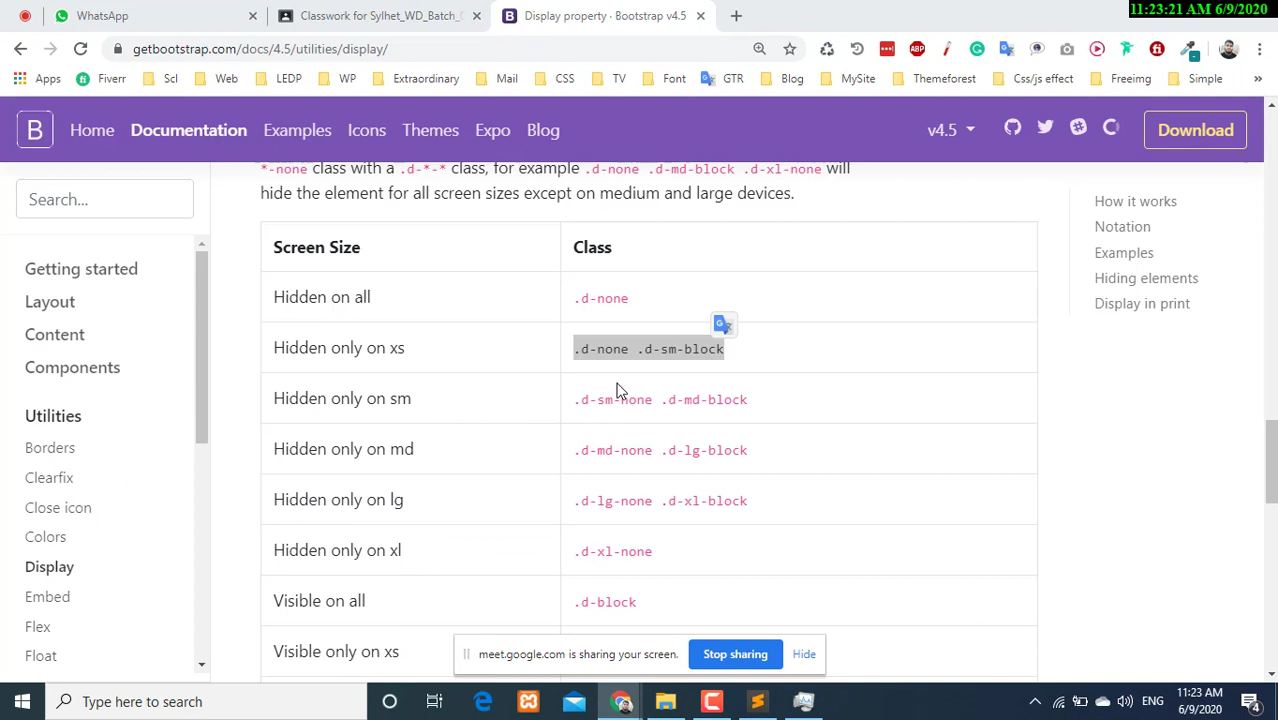 11:23:21 AM 6/9/2020
WhatsApp
Classwork for Sylhet_WD_Batch_
Display property · Bootstrap v4.5
getbootstrap.com/docs/4.5/utilities/display/
Apps Fiverr Scl Web LEDP WP Extraordinary Mail CSS TV Font GTR Blog MySite Themeforest Css/js effect Freeimg Simple »
B Home Documentation Examples Icons Themes Expo Blog v4.5 Download
*-none class with a .d-*-* class, for example .d-none .d-md-block .d-xl-none will
hide the element for all screen sizes except on medium and large devices.
Search...
Getting started
Layout
Content
Components
Utilities
Borders
Clearfix
Close icon
Colors
Display
Embed
Flex
Float
Screen Size Class
Hidden on all .d-none
Hidden only on xs .d-none .d-sm-block
Hidden only on sm .d-sm-none .d-md-block
Hidden only on md .d-md-none .d-lg-block
Hidden only on lg .d-lg-none .d-xl-block
Hidden only on xl .d-xl-none
Visible on all .d-block
Visible only on xs
How it works
Notation
Examples
Hiding elements
Display in print
meet.google.com is sharing your screen. Stop sharing Hide
Type here to search
ENG
11:23 AM
6/9/2020
4